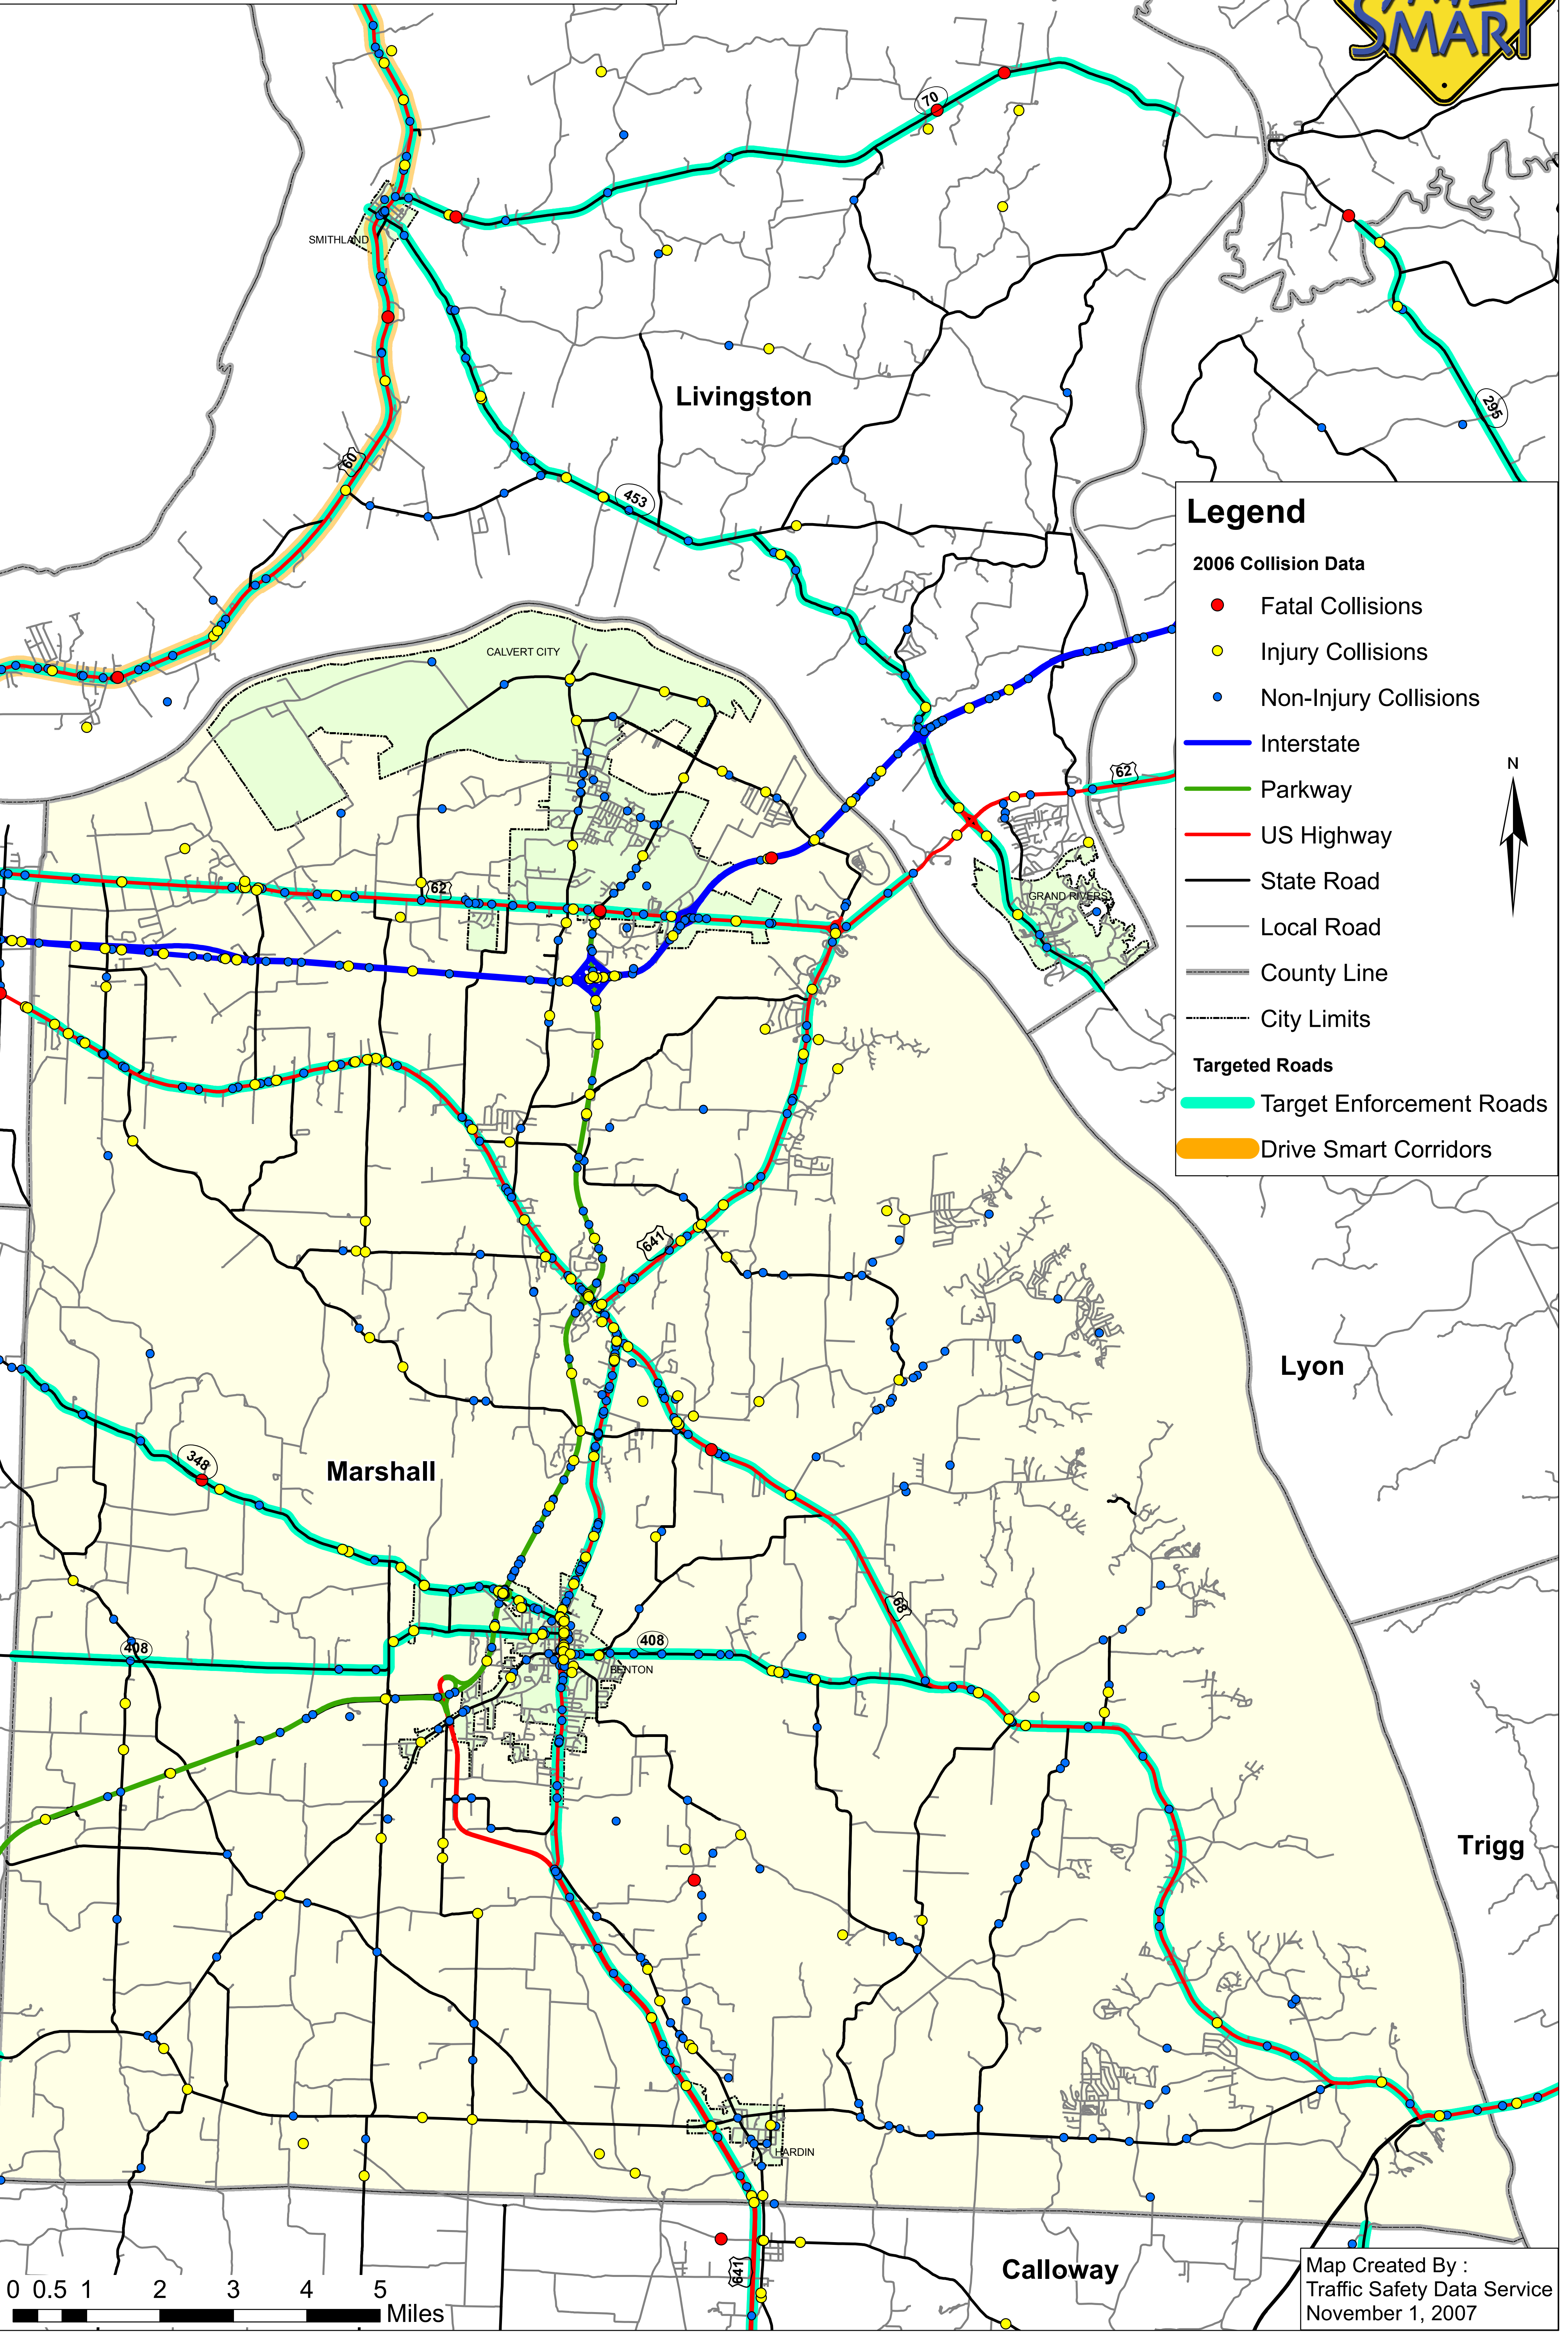 SMART
70
SMITHLAND
Livingston
295
60
453
Legend
2006 Collision Data
Fatal Collisions
Injury Collisions
Non-Injury Collisions
Interstate
Parkway
US Highway
State Road
Local Road
County Line
City Limits
Targeted Roads
Target Enforcement Roads
Drive Smart Corridors
N
CALVERT CITY
62
62
GRAND RIVERS
641
Lyon
348
Marshall
68
408
408
BENTON
Trigg
HARDIN
641
Calloway
0 0.5 1 2 3 4 5
Miles
Map Created By :
Traffic Safety Data Service
November 1, 2007